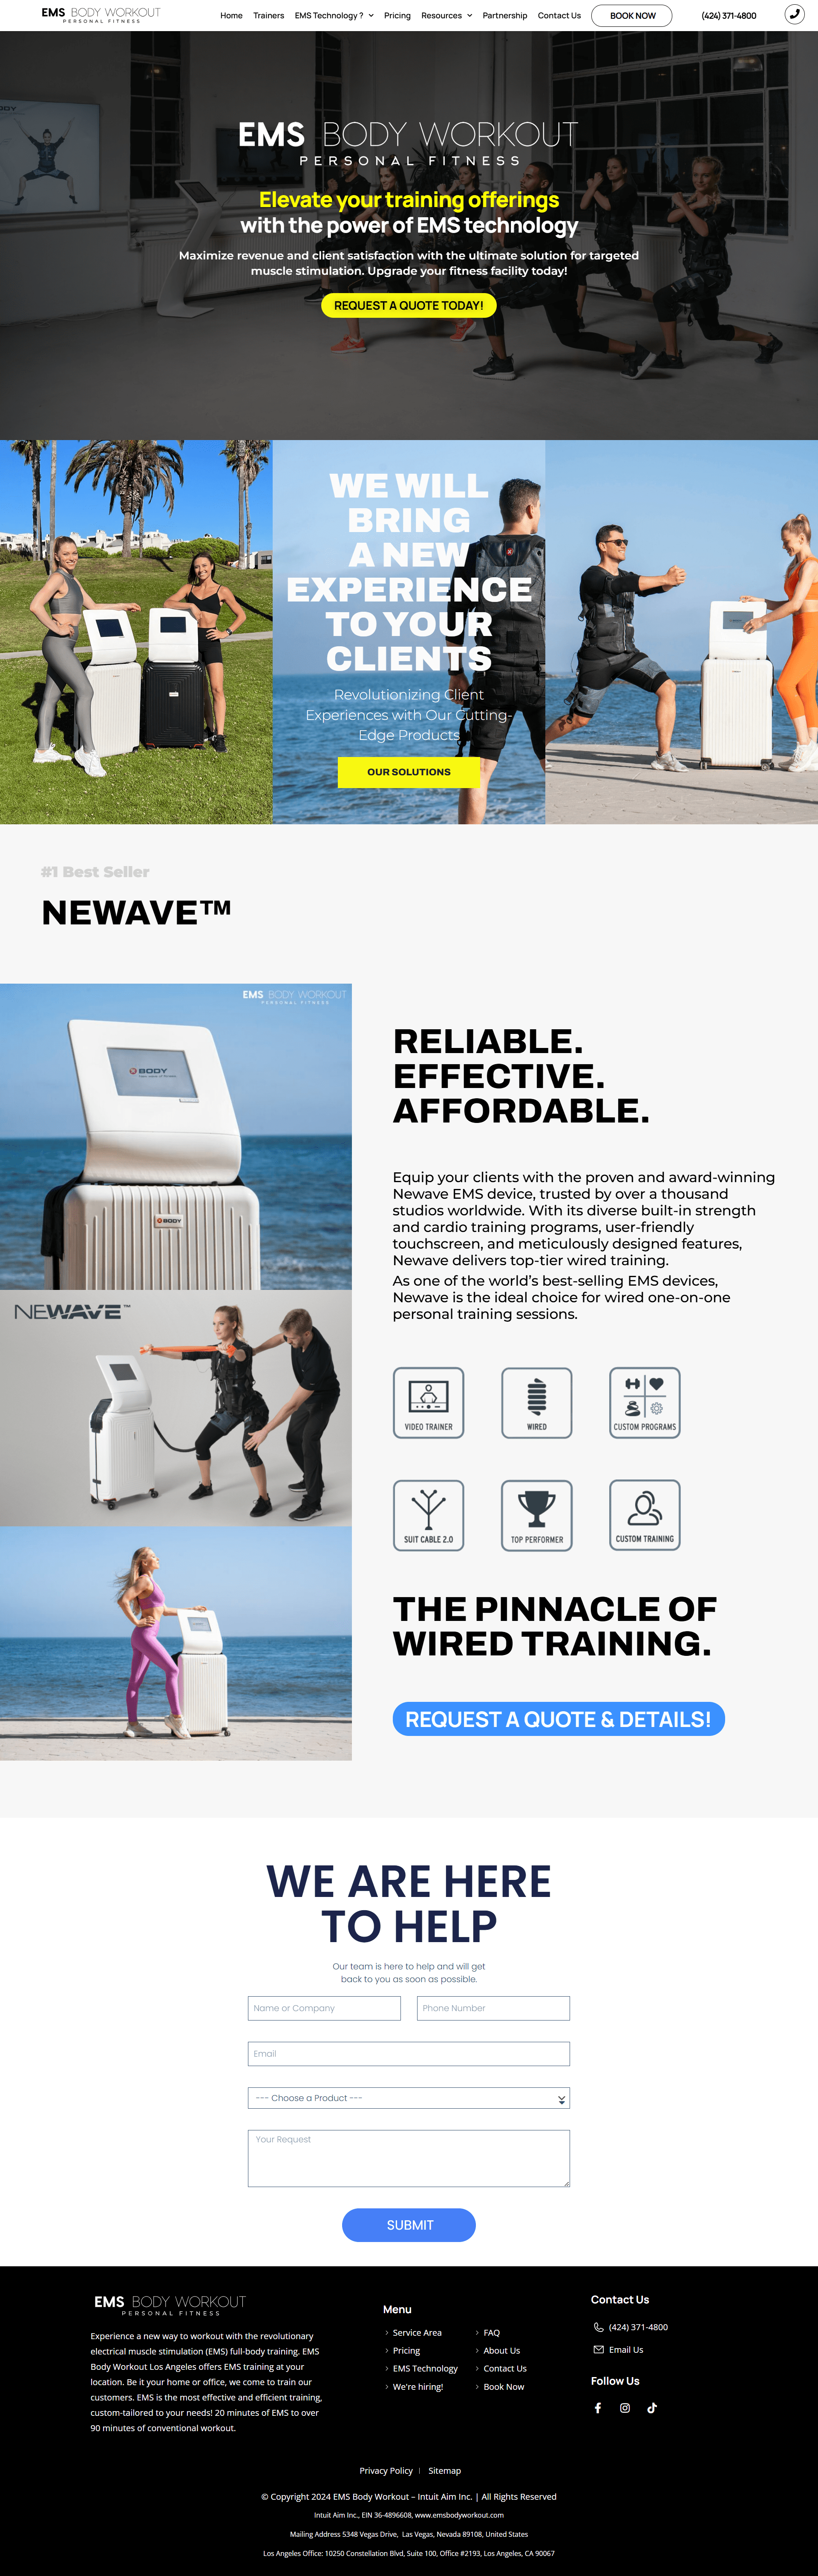 EMS BODY WORKOUT
PERSONAL FITNESS
Home Trainers EMS Technology ? Pricing Resources Partnership Contact Us BOOK NOW (424) 371-4800
EMS BODY WORKOUT
PERSONAL FITNESS
Elevate your training offerings
with the power of EMS technology
Maximize revenue and client satisfaction with the ultimate solution for targeted
muscle stimulation. Upgrade your fitness facility today!
REQUEST A QUOTE TODAY!
WE WILL
BRING
A NEW
EXPERIENCE
TO YOUR
CLIENTS
Revolutionizing Client
Experiences with Our Cutting-
Edge Products
OUR SOLUTIONS
#1 Best Seller
NEWAVE™
EMS BODY WORKOUT
PERSONAL FITNESS
BODY
BODY
NEWAVE™
RELIABLE.
EFFECTIVE.
AFFORDABLE.
Equip your clients with the proven and award-winning
Newave EMS device, trusted by over a thousand
studios worldwide. With its diverse built-in strength
and cardio training programs, user-friendly
touchscreen, and meticulously designed features,
Newave delivers top-tier wired training.
As one of the world's best-selling EMS devices,
Newave is the ideal choice for wired one-on-one
personal training sessions.
VIDEO TRAINER
WIRED
CUSTOM PROGRAMS
SUIT CABLE 2.0
TOP PERFORMER
CUSTOM TRAINING
THE PINNACLE OF
WIRED TRAINING.
REQUEST A QUOTE & DETAILS!
WE ARE HERE
TO HELP
Our team is here to help and will get
back to you as soon as possible.
Name or Company
Phone Number
Email
--- Choose a Product ---
Your Request
SUBMIT
EMS BODY WORKOUT
PERSONAL FITNESS
Experience a new way to workout with the revolutionary
electrical muscle stimulation (EMS) full-body training. EMS
Body Workout Los Angeles offers EMS training at your
location. Be it your home or office, we come to train our
customers. EMS is the most effective and efficient training,
custom-tailored to your needs! 20 minutes of EMS to over
90 minutes of conventional workout.
Menu
Service Area
Pricing
EMS Technology
We're hiring!
FAQ
About Us
Contact Us
Book Now
Contact Us
(424) 371-4800
Email Us
Follow Us
Privacy Policy | Sitemap
© Copyright 2024 EMS Body Workout – Intuit Aim Inc. | All Rights Reserved
Intuit Aim Inc., EIN 36-4896608, www.emsbodyworkout.com
Mailing Address 5348 Vegas Drive, Las Vegas, Nevada 89108, United States
Los Angeles Office: 10250 Constellation Blvd, Suite 100, Office #2193, Los Angeles, CA 90067